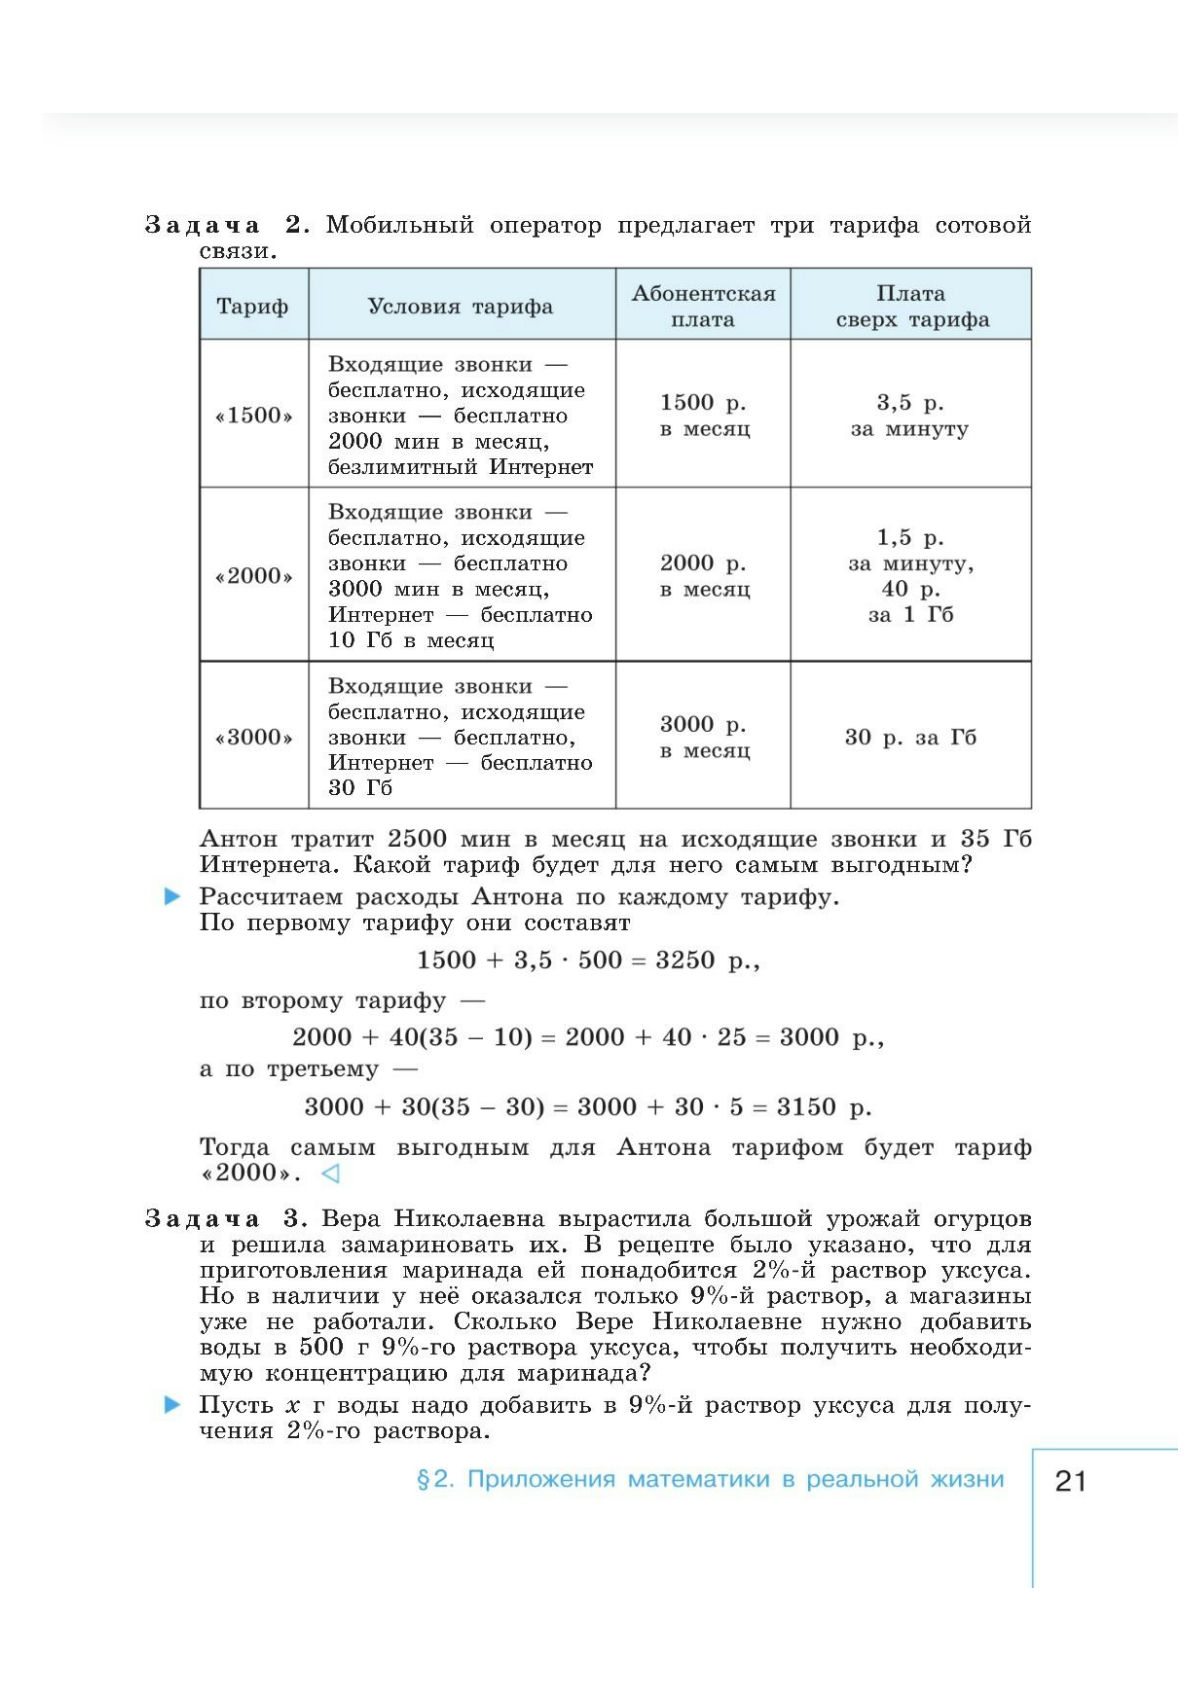 Задача 2. Мобильный оператор предлагает три тарифа сотовой
связи.
Тариф
Условия тарифа
Абонентская
плата
Плата
сверх тарифа
«1500»
Входящие звонки —
бесплатно, исходящие
звонки — бесплатно
2000 мин в месяц,
безлимитный Интернет
1500 р.
в месяц
3,5 р.
за минуту
«2000»
Входящие звонки —
бесплатно, исходящие
звонки — бесплатно
3000 мин в месяц,
Интернет — бесплатно
10 Гб в месяц
2000 р.
в месяц
1,5 р.
за минуту,
40 р.
за 1 Гб
«3000»
Входящие звонки —
бесплатно, исходящие
звонки — бесплатно,
Интернет — бесплатно
30 Гб
3000 р.
в месяц
30 р. за Гб
Антон тратит 2500 мин в месяц на исходящие звонки и 35 Гб
Интернета. Какой тариф будет для него самым выгодным?
Рассчитаем расходы Антона по каждому тарифу.
По первому тарифу они составят
1500 + 3,5 · 500 = 3250 р.,
по второму тарифу —
2000 + 40(35 – 10) = 2000 + 40 · 25 = 3000 р.,
а по третьему —
3000 + 30(35 – 30) = 3000 + 30 · 5 = 3150 р.
Тогда самым выгодным для Антона тарифом будет тариф
«2000».
Задача 3. Вера Николаевна вырастила большой урожай огурцов
и решила замариновать их. В рецепте было указано, что для
приготовления маринада ей понадобится 2%-й раствор уксуса.
Но в наличии у неё оказался только 9%-й раствор, а магазины
уже не работали. Сколько Вере Николаевне нужно добавить
воды в 500 г 9%-го раствора уксуса, чтобы получить необходи-
мую концентрацию для маринада?
Пусть x г воды надо добавить в 9%-й раствор уксуса для полу-
чения 2%-го раствора.
§ 2. Приложения математики в реальной жизни
21